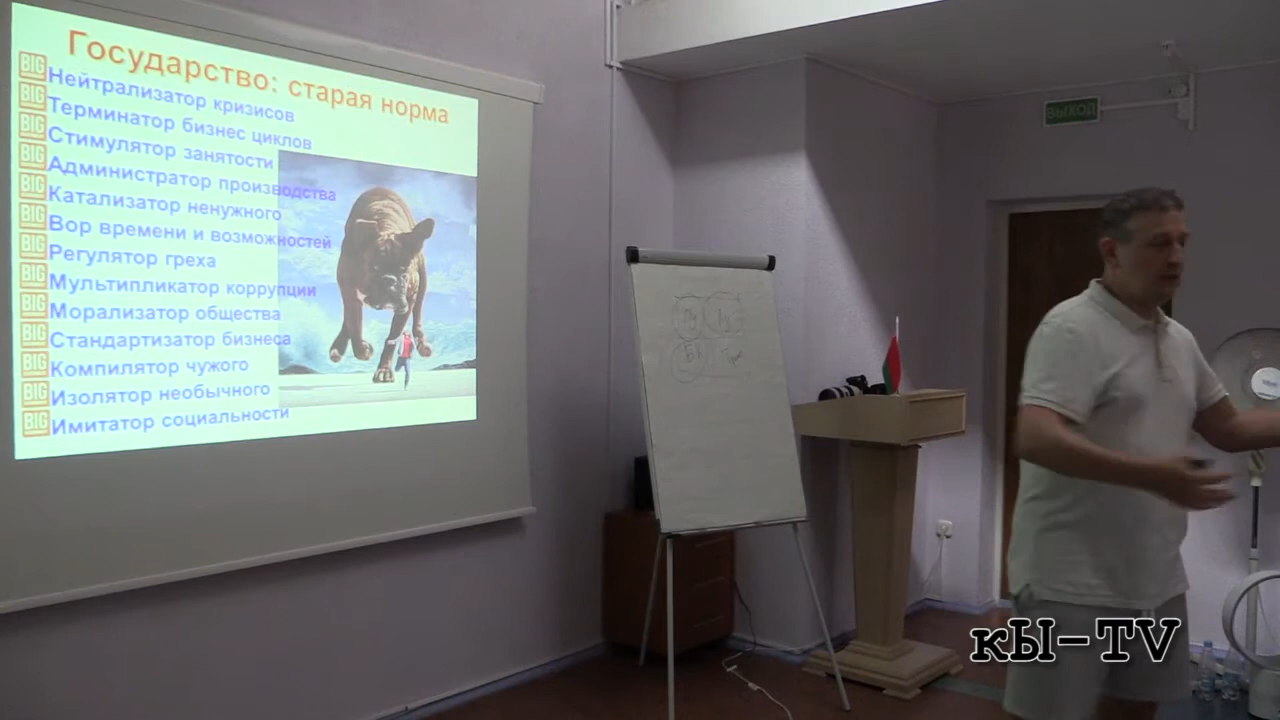 Государство: старая норма
BIG Нейтрализатор кризисов
BIG Терминатор бизнес циклов
BIG Стимулятор занятости
BIG Администратор производства
BIG Катализатор ненужного
BIG Вор времени и возможностей
BIG Регулятор греха
BIG Мультипликатор коррупции
BIG Морализатор общества
BIG Стандартизатор бизнеса
BIG Компилятор чужого
BIG Изолятор необычного
BIG Имитатор социальности
ВЫХОД
кЫ-TV